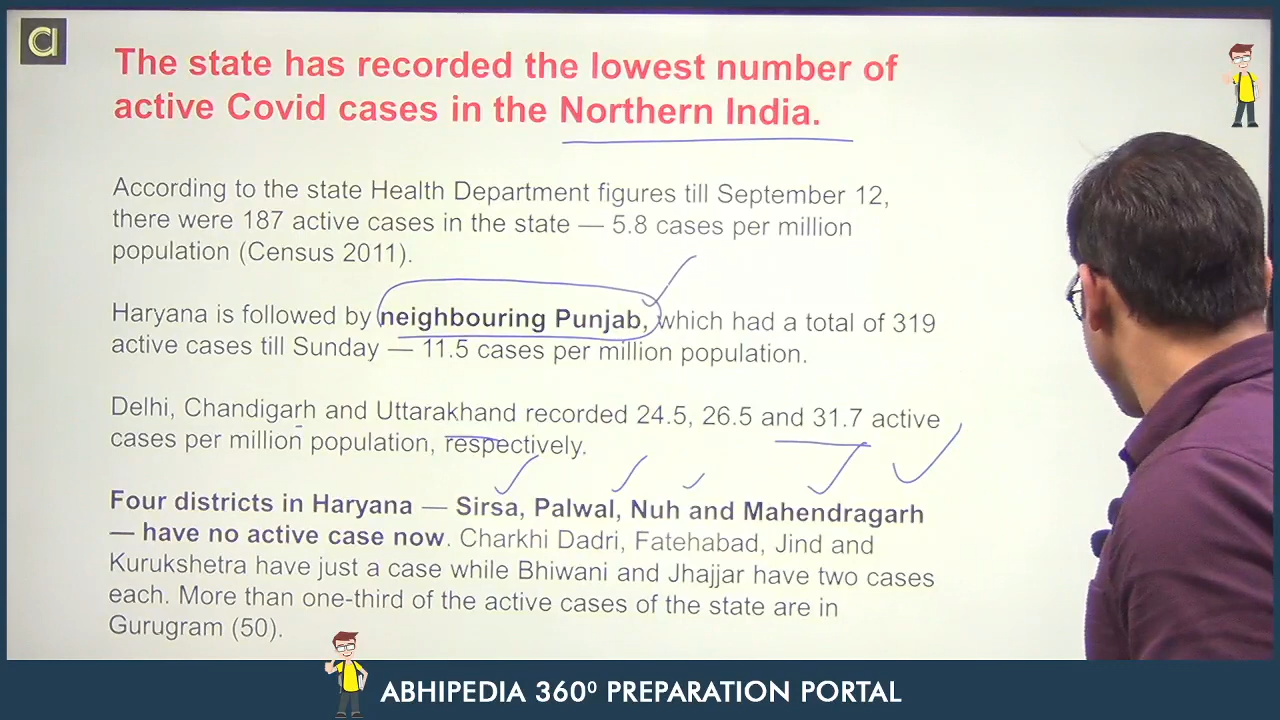 The state has recorded the lowest number of
active Covid cases in the Northern India.
According to the state Health Department figures till September 12,
there were 187 active cases in the state — 5.8 cases per million
population (Census 2011).
Haryana is followed by neighbouring Punjab, which had a total of 319
active cases till Sunday — 11.5 cases per million population.
Delhi, Chandigarh and Uttarakhand recorded 24.5, 26.5 and 31.7 active
cases per million population, respectively.
Four districts in Haryana — Sirsa, Palwal, Nuh and Mahendragarh
— have no active case now. Charkhi Dadri, Fatehabad, Jind and
Kurukshetra have just a case while Bhiwani and Jhajjar have two cases
each. More than one-third of the active cases of the state are in
Gurugram (50).
ABHIPEDIA 360⁰ PREPARATION PORTAL